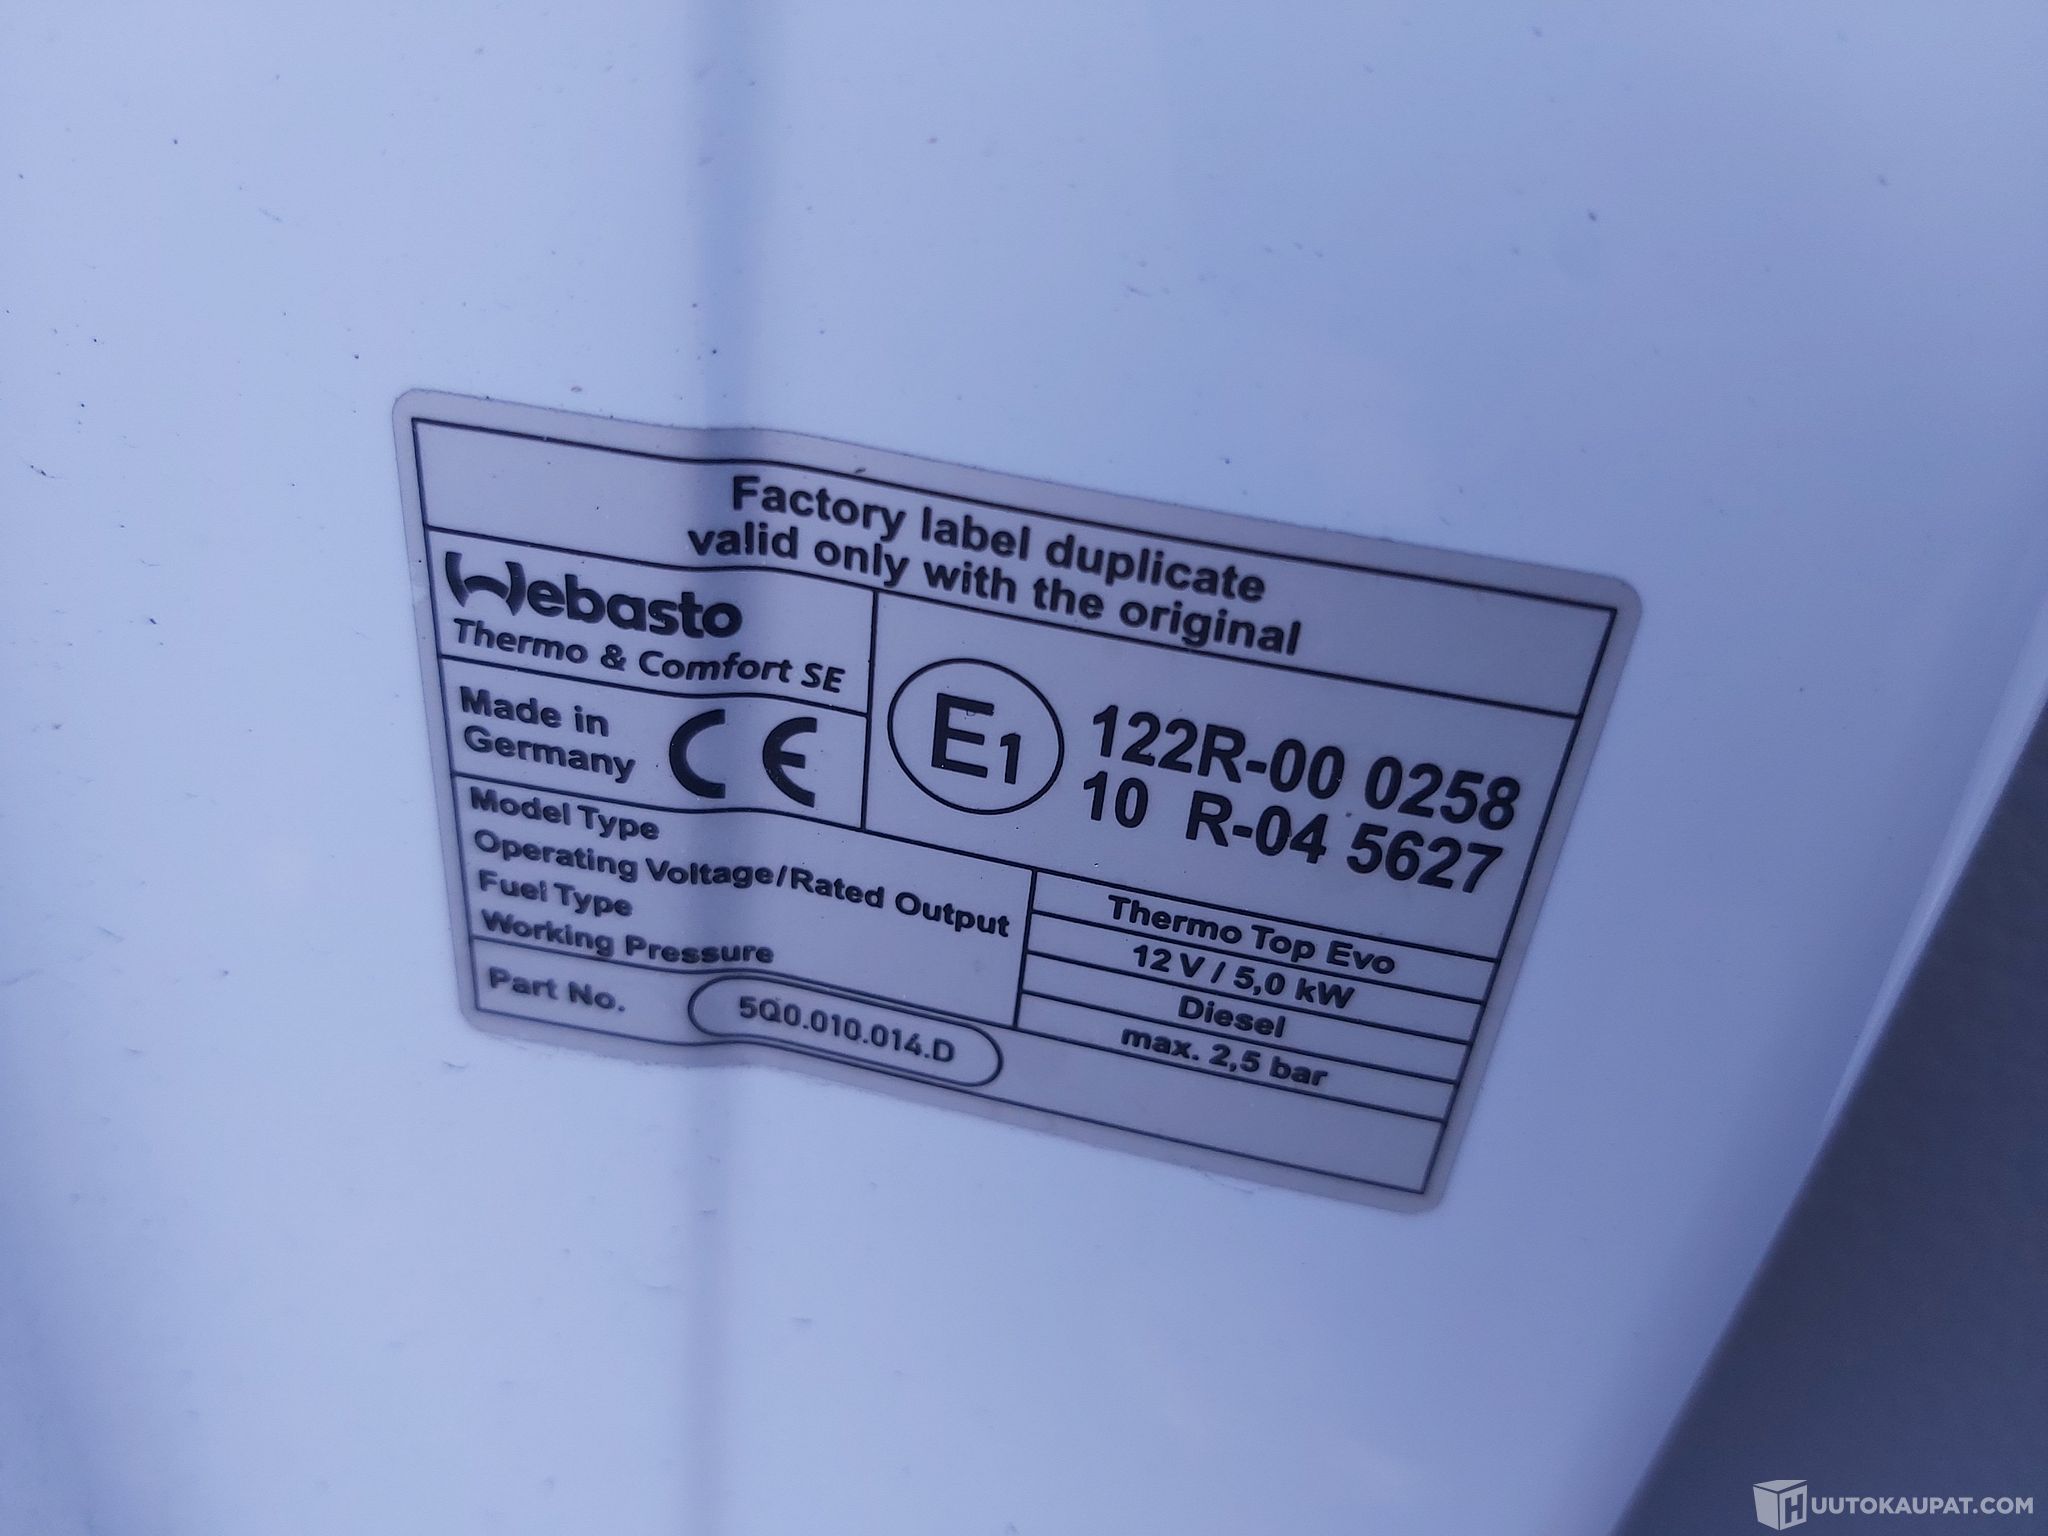 Factory label duplicate
valid only with the original
Webasto
Thermo & Comfort SE
Made in
Germany
CE
E1
122R-00 0258
10 R-04 5627
Model Type
Thermo Top Evo
Operating Voltage/Rated Output
12 V / 5,0 kW
Fuel Type
Diesel
Working Pressure
max. 2,5 bar
Part No.
5Q0.010.014.D
HUUTOKAUPAT.COM